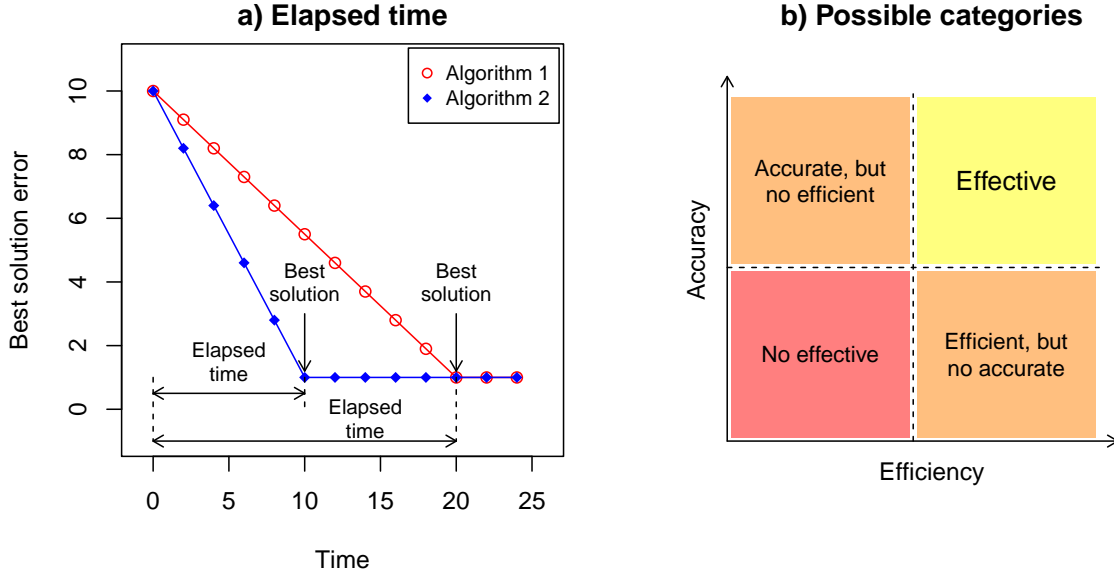 a) Elapsed time
Algorithm 1
Algorithm 2
Best solution error
10
8
6
4
2
0
Best
solution
Best
solution
Elapsed
time
Elapsed
time
0
5
10
15
20
25
Time
b) Possible categories
Accuracy
Accurate, but
no efficient
Effective
No effective
Efficient, but
no accurate
Efficiency